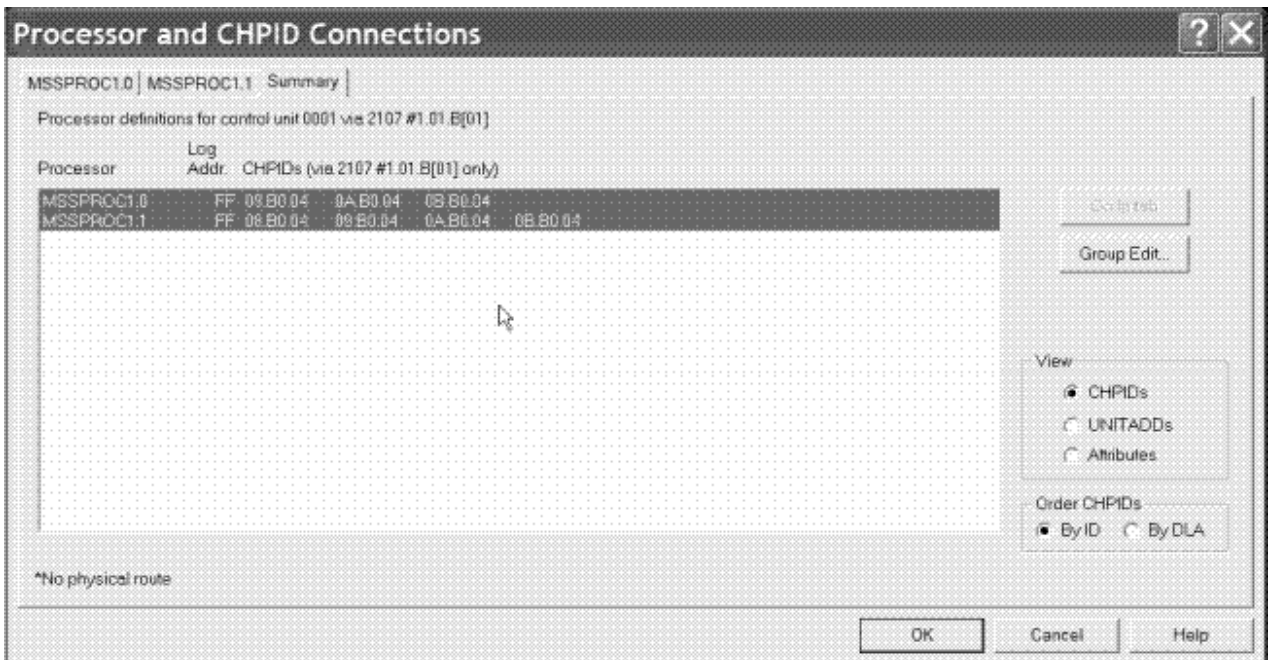 Processor and CHPID Connections
MSSPROC1.0 MSSPROC1.1 Summary
Processor definitions for control unit 0001 via 2107 #1.01.B[01]
Log
Processor Addr. CHPIDs (via 2107 #1.01.B[01] only)
MSSPROC1.0 FF 09.B0.04 0A.B0.04 0B.B0.04
MSSPROC1.1 FF 08.B0.04 09.B0.04 0A.B0.04 0B.B0.04
Go to tab
Group Edit...
View
CHPIDs
UNITADDs
Attributes
Order CHPIDs
By ID By DLA
^No physical route
OK Cancel Help